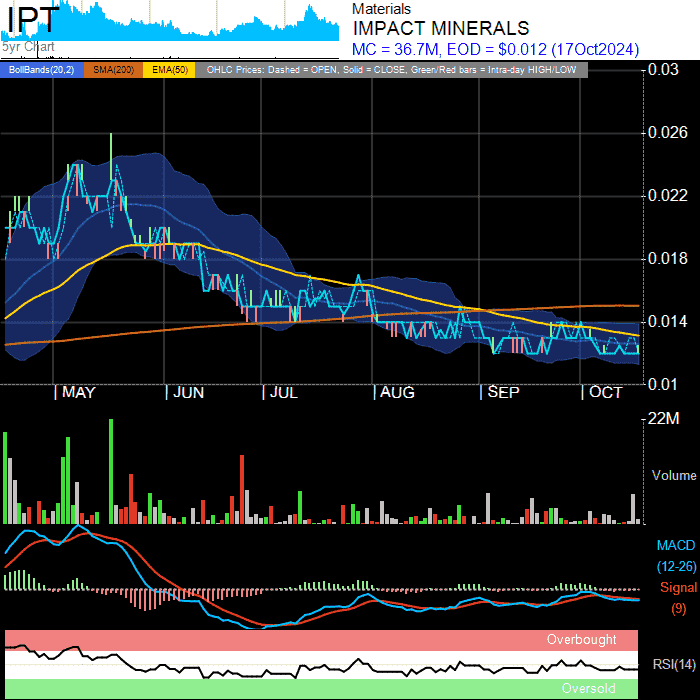 IPT
5yr Chart
Materials
IMPACT MINERALS
MC = 36.7M, EOD = $0.012 (17Oct2024)
BollBands(20,2) SMA(200) EMA(50) OHLC Prices: Dashed = OPEN, Solid = CLOSE, Green/Red bars = Intra-day HIGH/LOW
0.03
0.026
0.022
0.018
0.014
0.01
MAY JUN JUL AUG SEP OCT
22M
Volume
MACD
(12-26)
Signal
(9)
Overbought
RSI(14)
Oversold